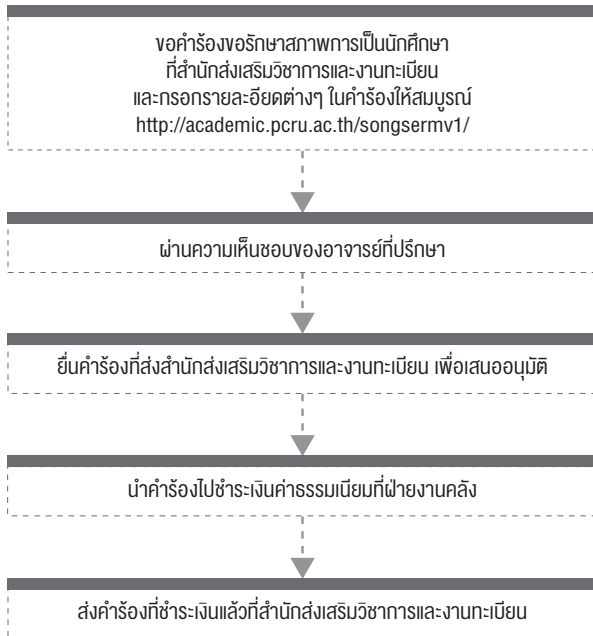 ขอคำร้องขอรักษาสภาพการเป็นนักศึกษา
ที่สำนักส่งเสริมวิชาการและงานทะเบียน
และกรอกรายละอียดต่างๆ ในคำร้องให้สมบูรณ์
http://academic.pcru.ac.th/songsermv1/
ผ่านความเห็นชอบของอาจารย์ที่ปรึกษา
ยื่นคำร้องที่ส่งสำนักส่งเสริมวิชาการและงานทะเบียน เพื่อเสนออนุมัติ
นำคำร้องไปชำระเงินค่าธรรมเนียมที่ฝ่ายงานคลัง
ส่งคำร้องที่ชำระเงินแล้วที่สำนักส่งเสริมวิชาการและงานทะเบียน